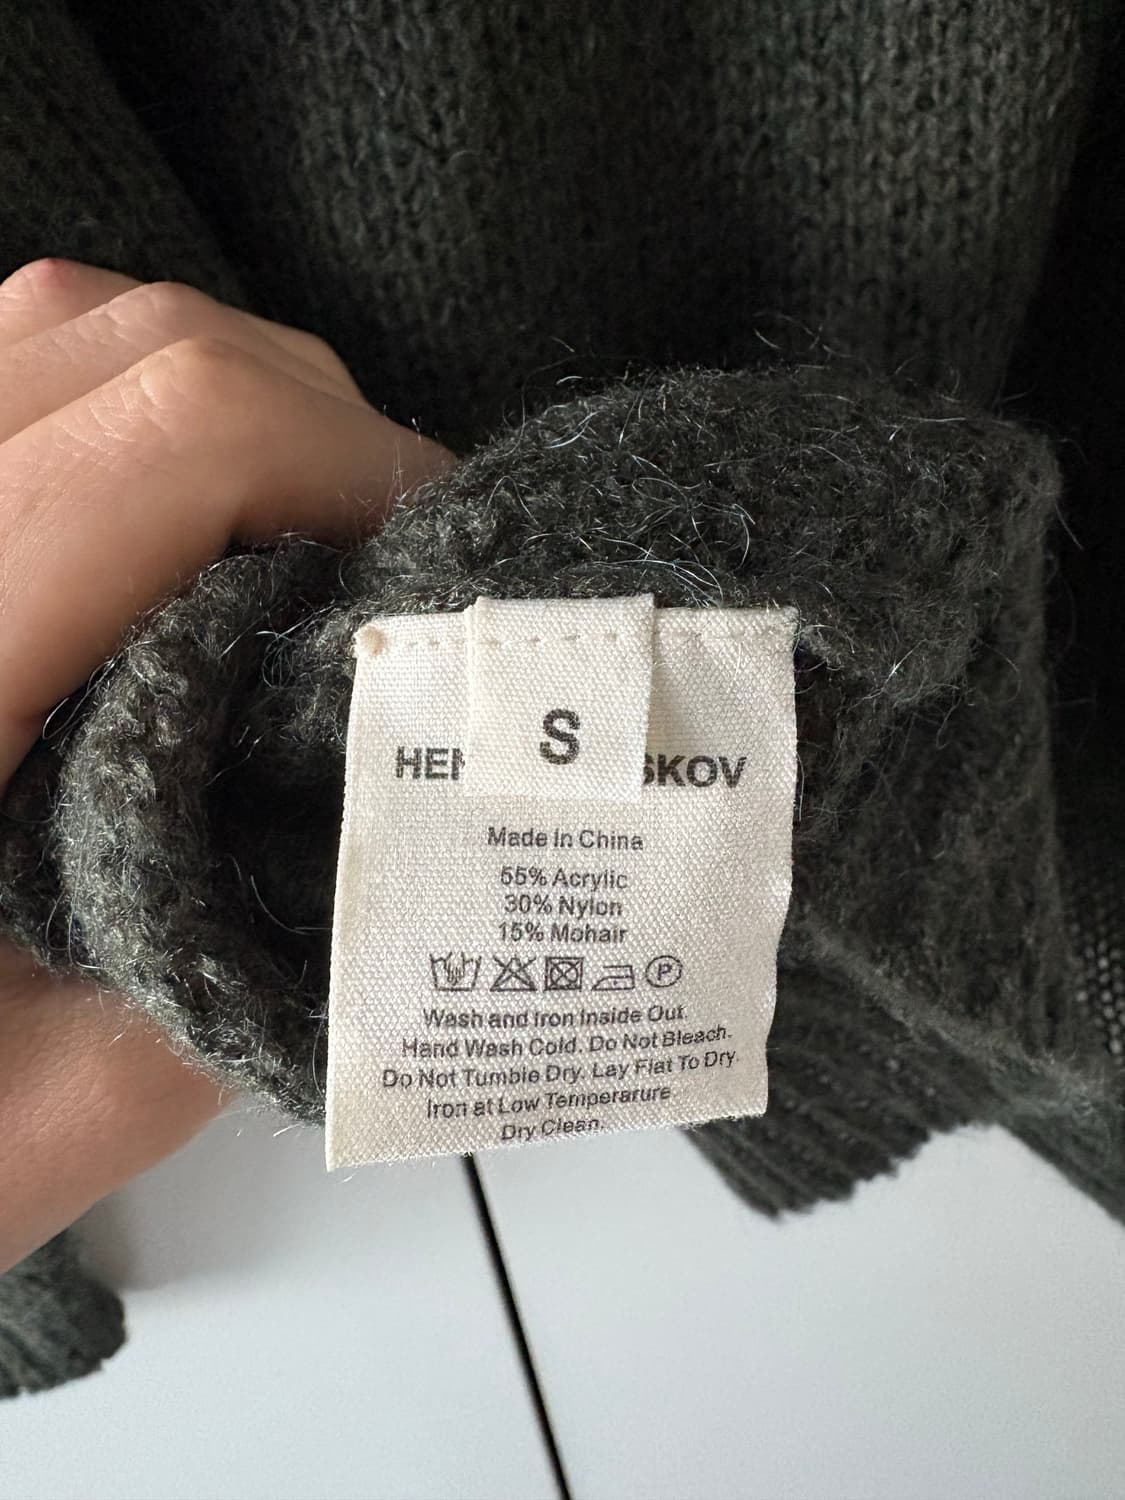 S
HEN SKOV
Made In China
55% Acrylic
30% Nylon
15% Mohair
P
Wash and Iron Inside Out.
Hand Wash Cold. Do Not Bleach.
Do Not Tumble Dry. Lay Flat To Dry.
Iron at Low Temperarure
Dry Clean.